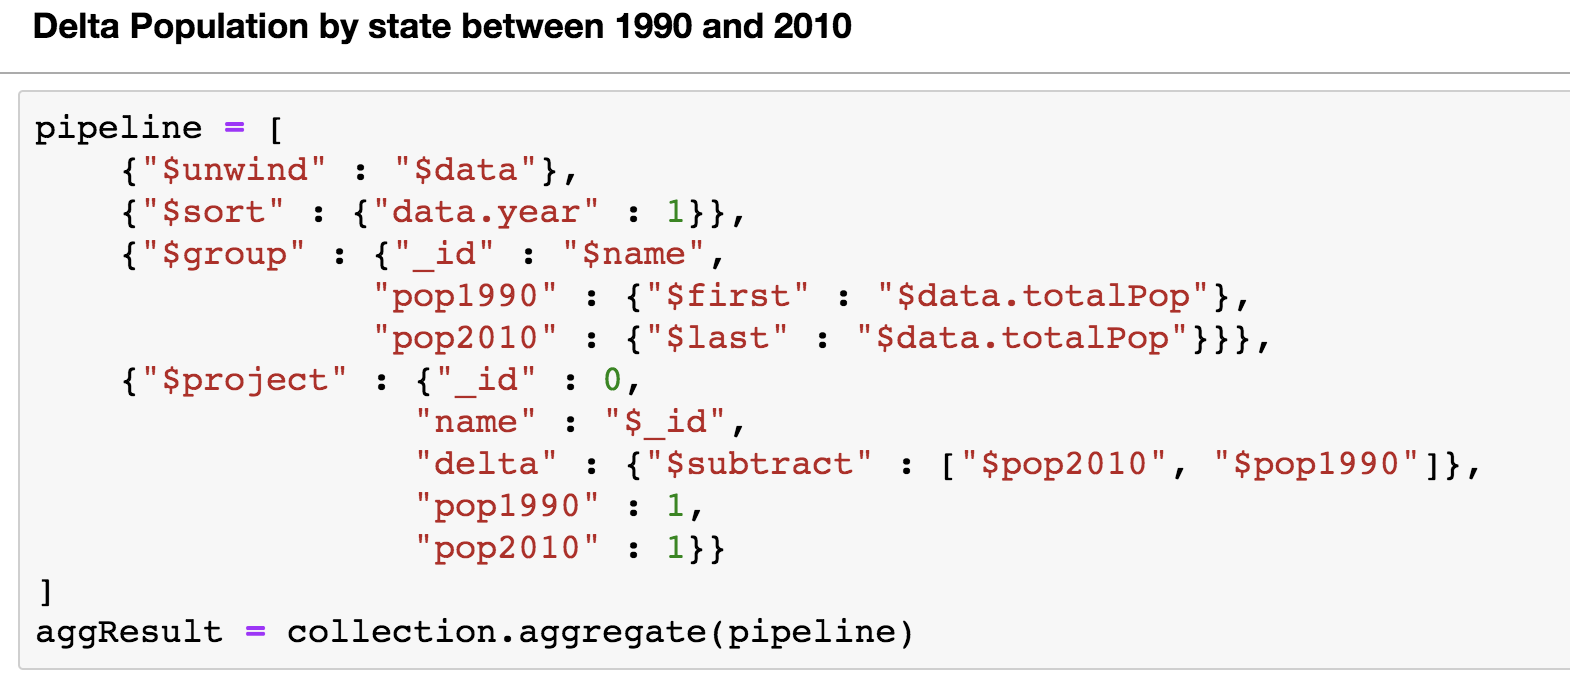 Delta Population by state between 1990 and 2010
pipeline = [
    {"$unwind" : "$data"},
    {"$sort" : {"data.year" : 1}},
    {"$group" : {"_id" : "$name",
                "pop1990" : {"$first" : "$data.totalPop"},
                "pop2010" : {"$last" : "$data.totalPop"}}},
    {"$project" : {"_id" : 0,
                  "name" : "$_id",
                  "delta" : {"$subtract" : ["$pop2010", "$pop1990"]},
                  "pop1990" : 1,
                  "pop2010" : 1}}
]
aggResult = collection.aggregate(pipeline)